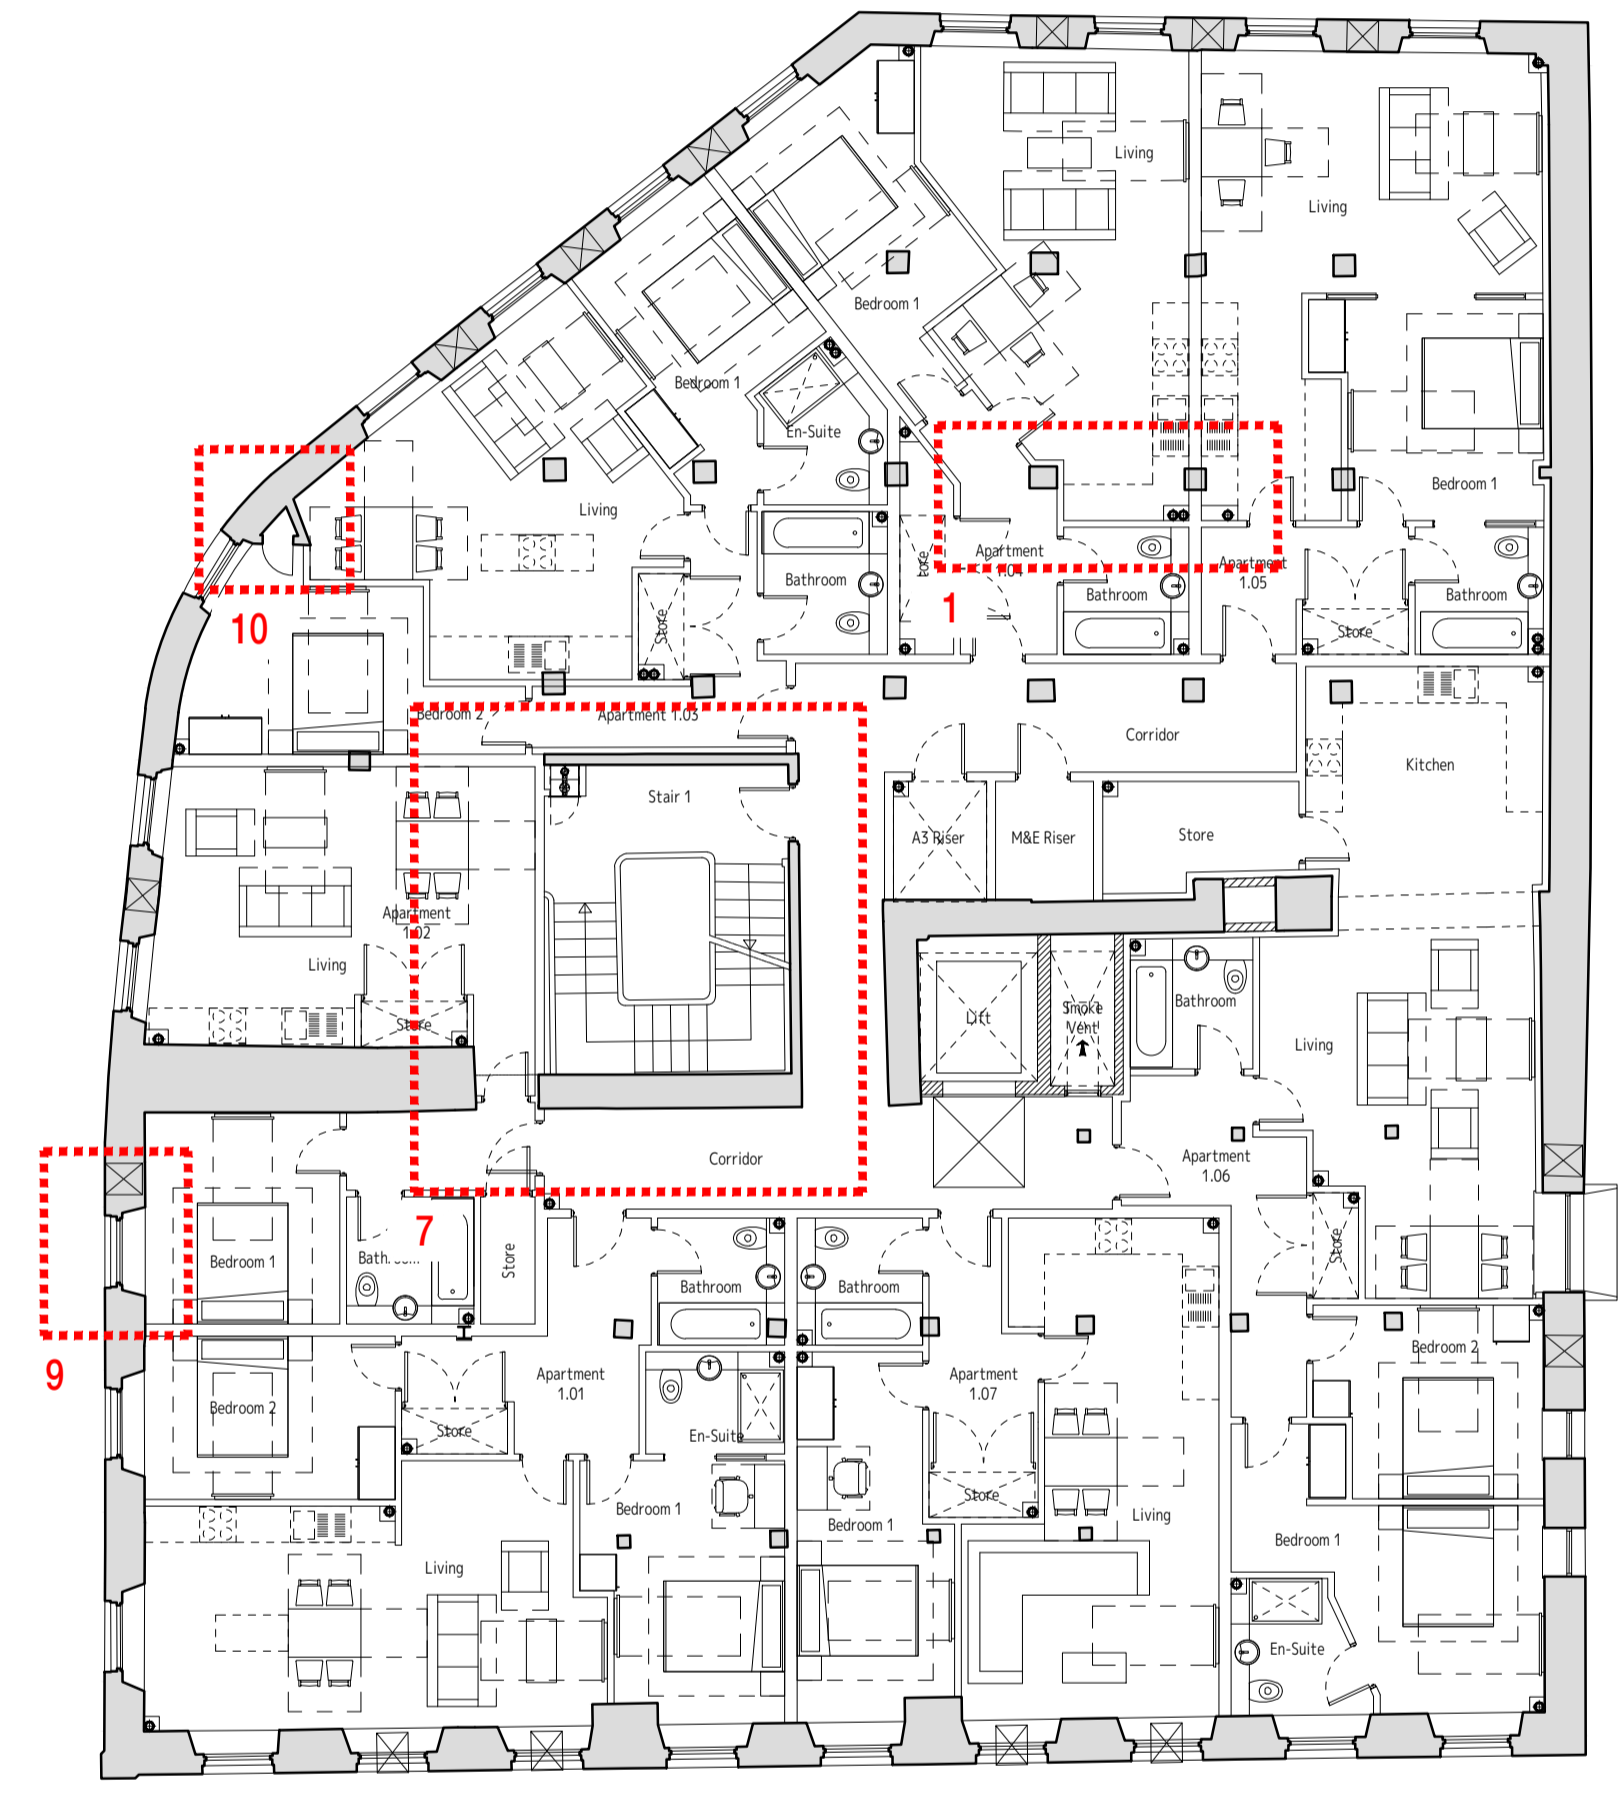 Living
Living
Bedroom 1
Bedroom 1
En-Suite
Living
Bedroom 1
Apartment
1.04
Store
Bathroom
Apartment
1.05
Bathroom
Bathroom
Store
Store
1
10
Bedroom 2
Apartment 1.03
Corridor
Kitchen
Stair 1
A3 Riser
M&E Riser
Store
Apartment
1.02
Living
Store
Lift
Smoke
Vent
Bathroom
Living
Corridor
Apartment
1.06
7
Bedroom 1
Store
Store
Bathroom
Bathroom
9
Bedroom 2
Bedroom 2
Apartment
1.01
Apartment
1.07
Store
En-Suite
Store
Bedroom 1
Bedroom 1
Living
Bedroom 1
Living
En-Suite